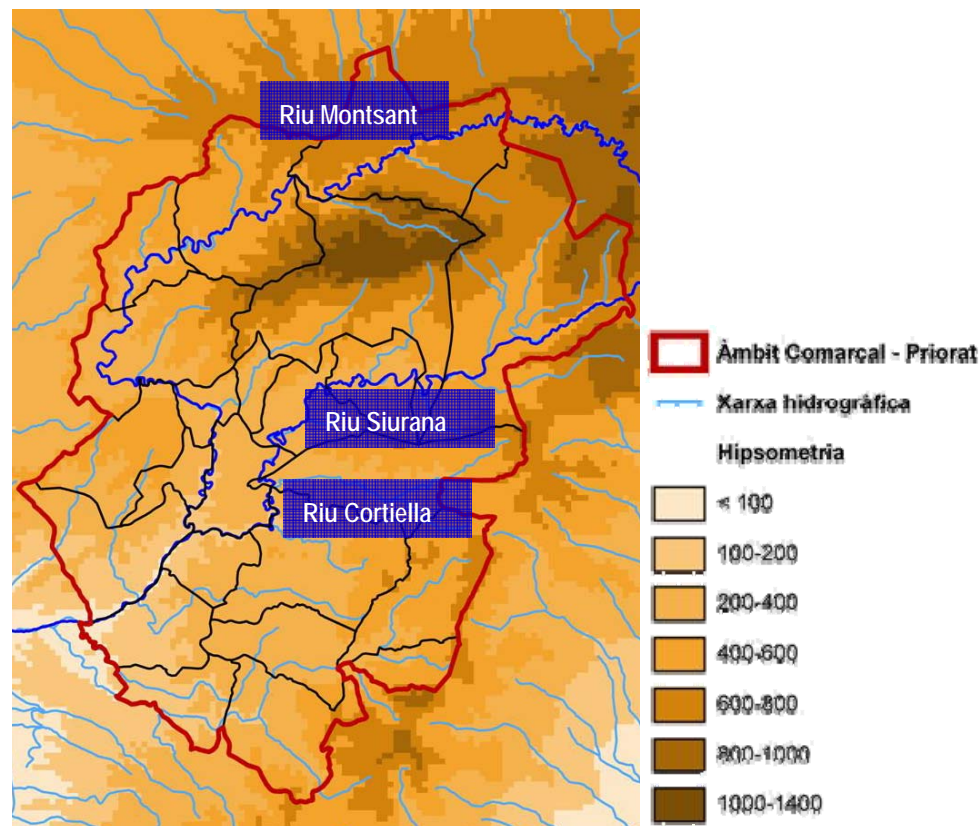 Riu Montsant
Riu Siurana
Riu Cortiella
Àmbit Comarcal - Priorat
Xarxa hidrogràfica
Hipsometria
< 100
100-200
200-400
400-600
600-800
800-1000
1000-1400